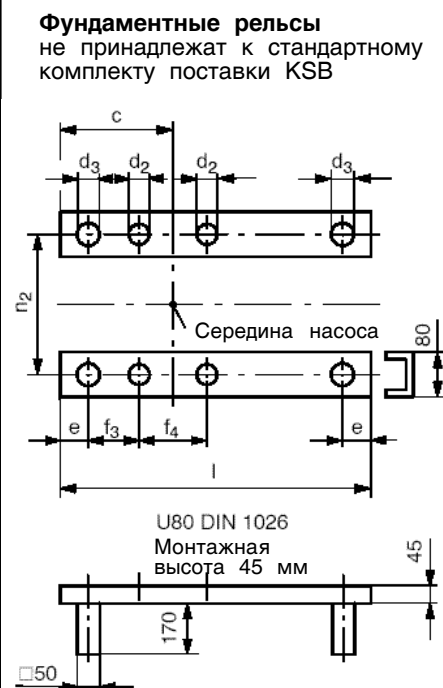 Фундаментные рельсы
не принадлежат к стандартному
комплекту поставки KSB
c
d3 d2 d2 d3
n2
Середина насоса
80
e f3 f4 e
l
U80 DIN 1026
Монтажная
высота 45 мм
45
170
□50